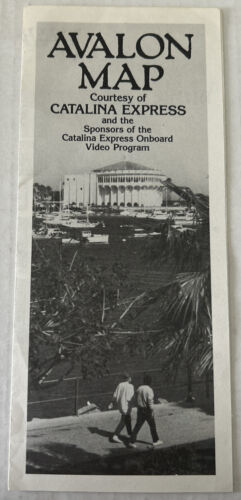 AVALON
MAP
Courtesy of
CATALINA EXPRESS
and the
Sponsors of the
Catalina Express Onboard
Video Program